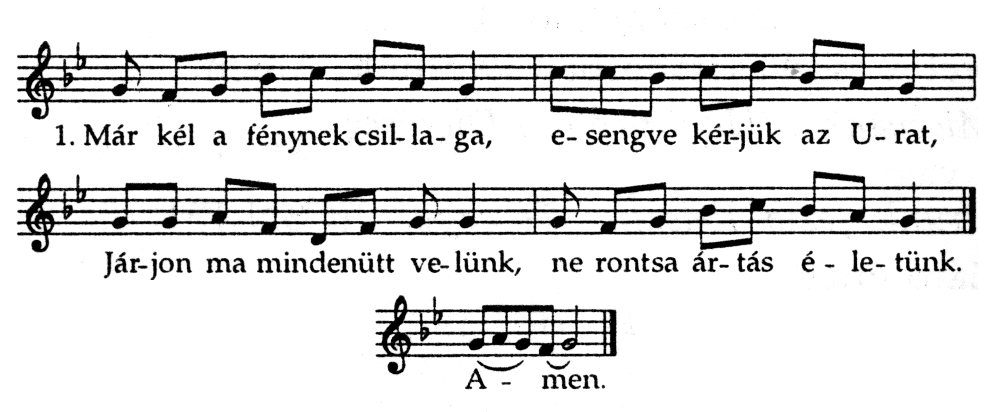 1. Már kél a fénynek csil-la-ga, e-sengve kér-jük az U-rat,
Jár-jon ma mindenütt ve-lünk, ne rontsa ár-tás é-le-tünk.
A-men.